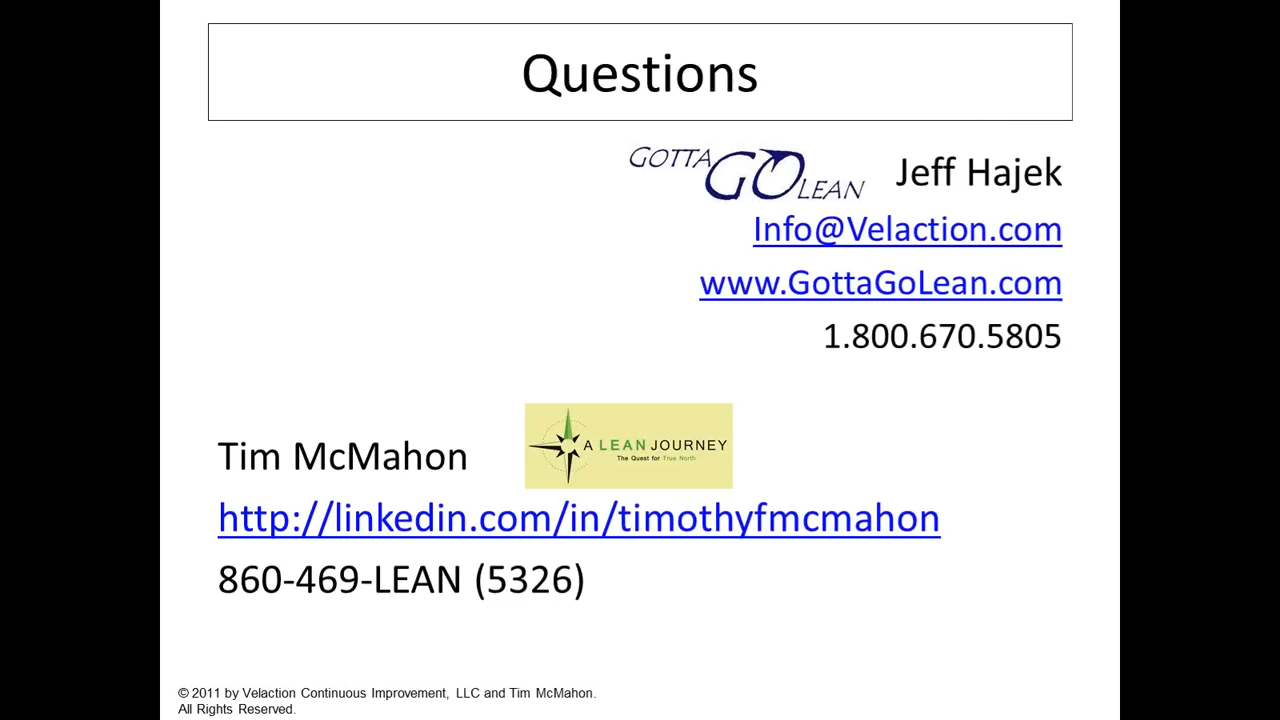 Questions
GOTTA GO LEAN Jeff Hajek
Info@Velaction.com
www.GottaGoLean.com
1.800.670.5805
A LEAN JOURNEY
The Quest for True North
Tim McMahon
http://linkedin.com/in/timothyfmcmahon
860-469-LEAN (5326)
© 2011 by Velaction Continuous Improvement, LLC and Tim McMahon.
All Rights Reserved.